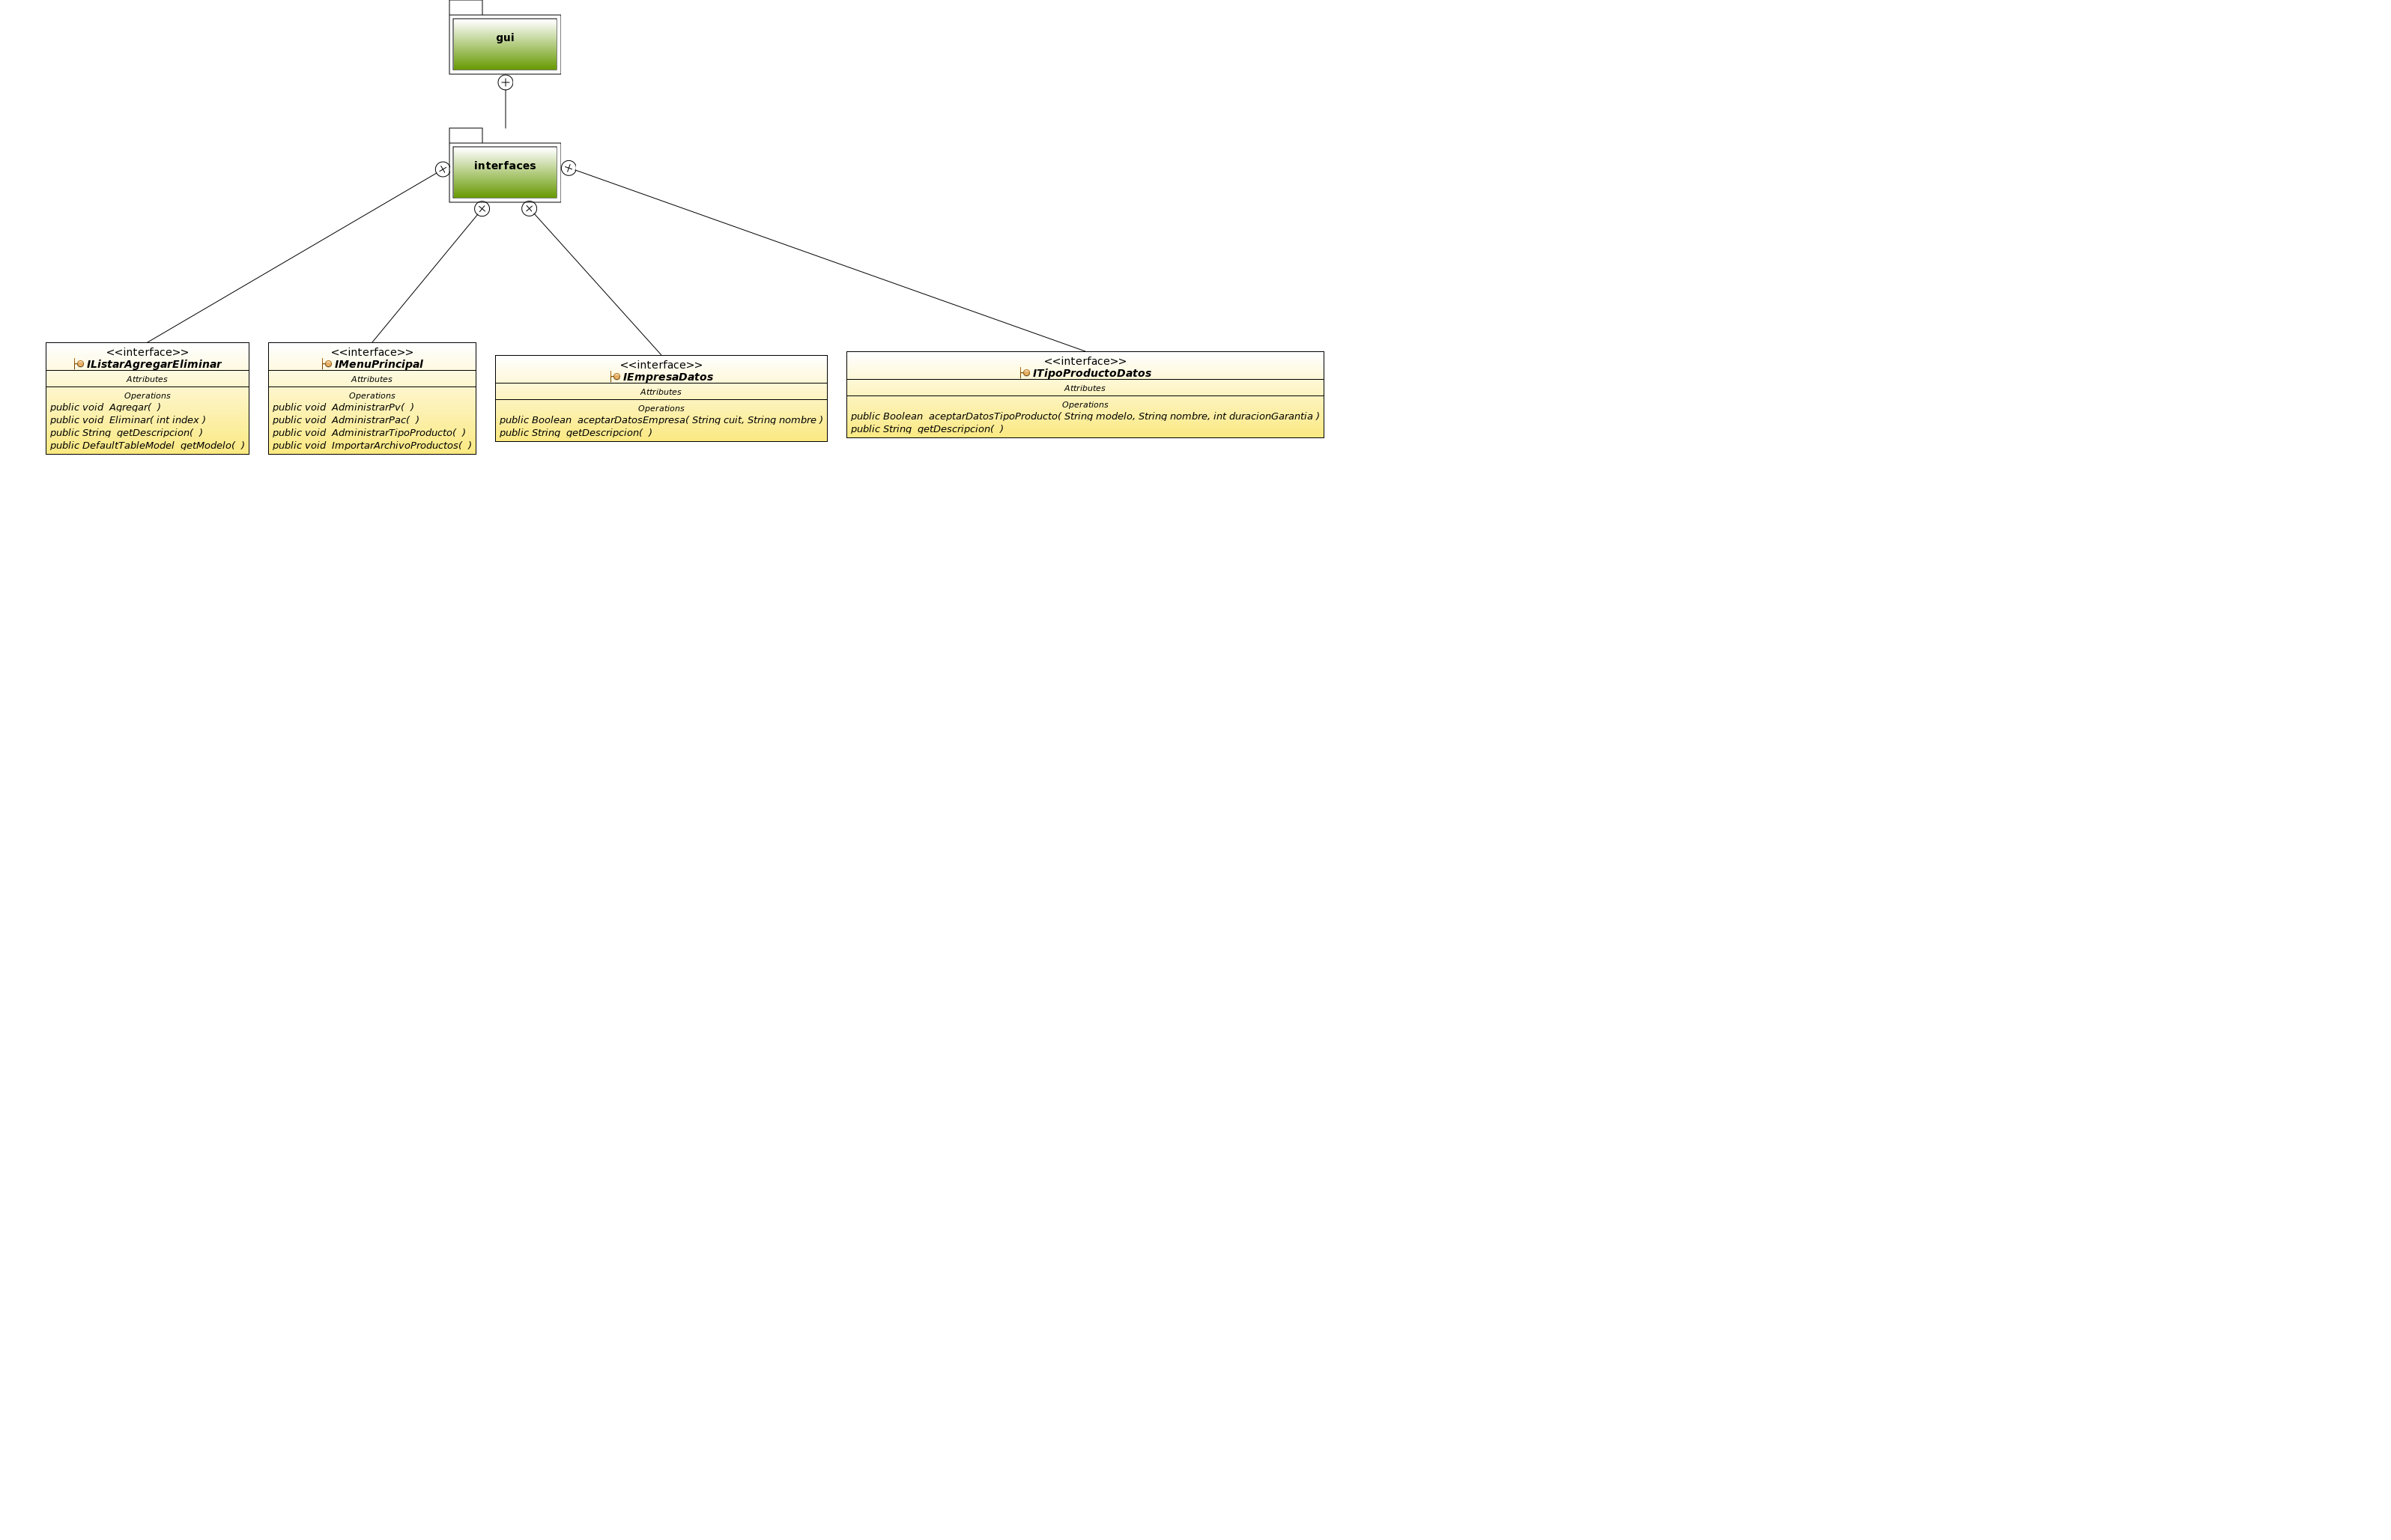 gui
interfaces
<<interface>>
IListarAgregarEliminar
Attributes
Operations
public void Agregar( )
public void Eliminar( int index )
public String getDescripcion( )
public DefaultTableModel getModelo( )
<<interface>>
IMenuPrincipal
Attributes
Operations
public void AdministrarPv( )
public void AdministrarPac( )
public void AdministrarTipoProducto( )
public void ImportarArchivoProductos( )
<<interface>>
IEmpresaDatos
Attributes
Operations
public Boolean aceptarDatosEmpresa( String cuit, String nombre )
public String getDescripcion( )
<<interface>>
ITipoProductoDatos
Attributes
Operations
public Boolean aceptarDatosTipoProducto( String modelo, String nombre, int duracionGarantia )
public String getDescripcion( )